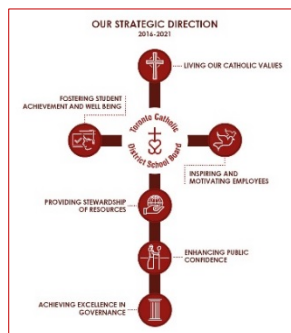 OUR STRATEGIC DIRECTION
2016-2021
LIVING OUR CATHOLIC VALUES
FOSTERING STUDENT
ACHIEVEMENT AND WELL BEING
Toronto Catholic
District School Board
INSPIRING AND
MOTIVATING EMPLOYEES
PROVIDING STEWARDSHIP
OF RESOURCES
ENHANCING PUBLIC
CONFIDENCE
ACHIEVING EXCELLENCE IN
GOVERNANCE